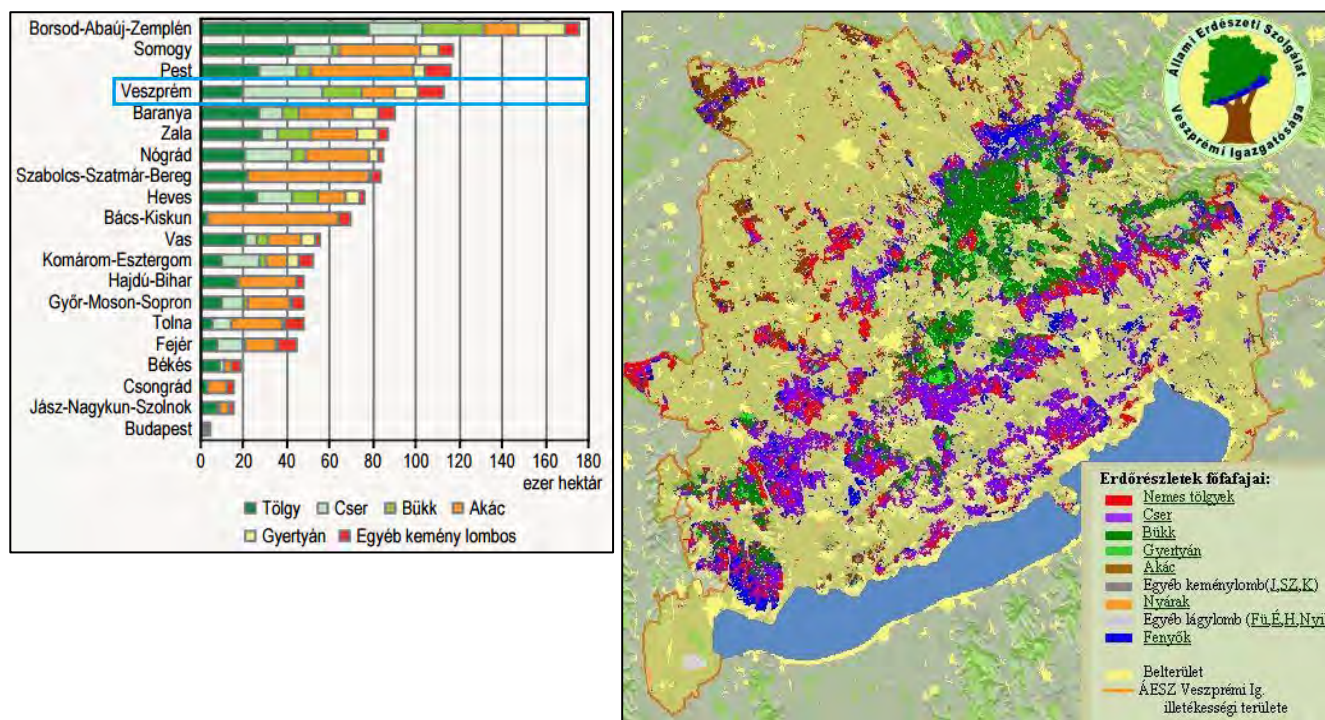 Borsod-Abaúj-Zemplén
Somogy
Pest
Veszprém
Baranya
Zala
Nógrád
Szabolcs-Szatmár-Bereg
Heves
Bács-Kiskun
Vas
Komárom-Esztergom
Hajdú-Bihar
Győr-Moson-Sopron
Tolna
Fejér
Békés
Csongrád
Jász-Nagykun-Szolnok
Budapest
0 20 40 60 80 100 120 140 160 180
ezer hektár
Tölgy Cser Bükk Akác
Gyertyán Egyéb kemény lombos
Állami Erdészeti Szolgálat
Veszprémi Igazgatósága
Erdőrészletek főfafajai:
Nemes tölgyek
Cser
Bükk
Gyertyán
Akác
Egyéb keménylomb(J,SZ,K)
Nyárak
Egyéb lágylomb (Fü,É,H,Nyi
Fenyők
Belterület
ÁESZ Veszprémi Ig.
illetékességi területe